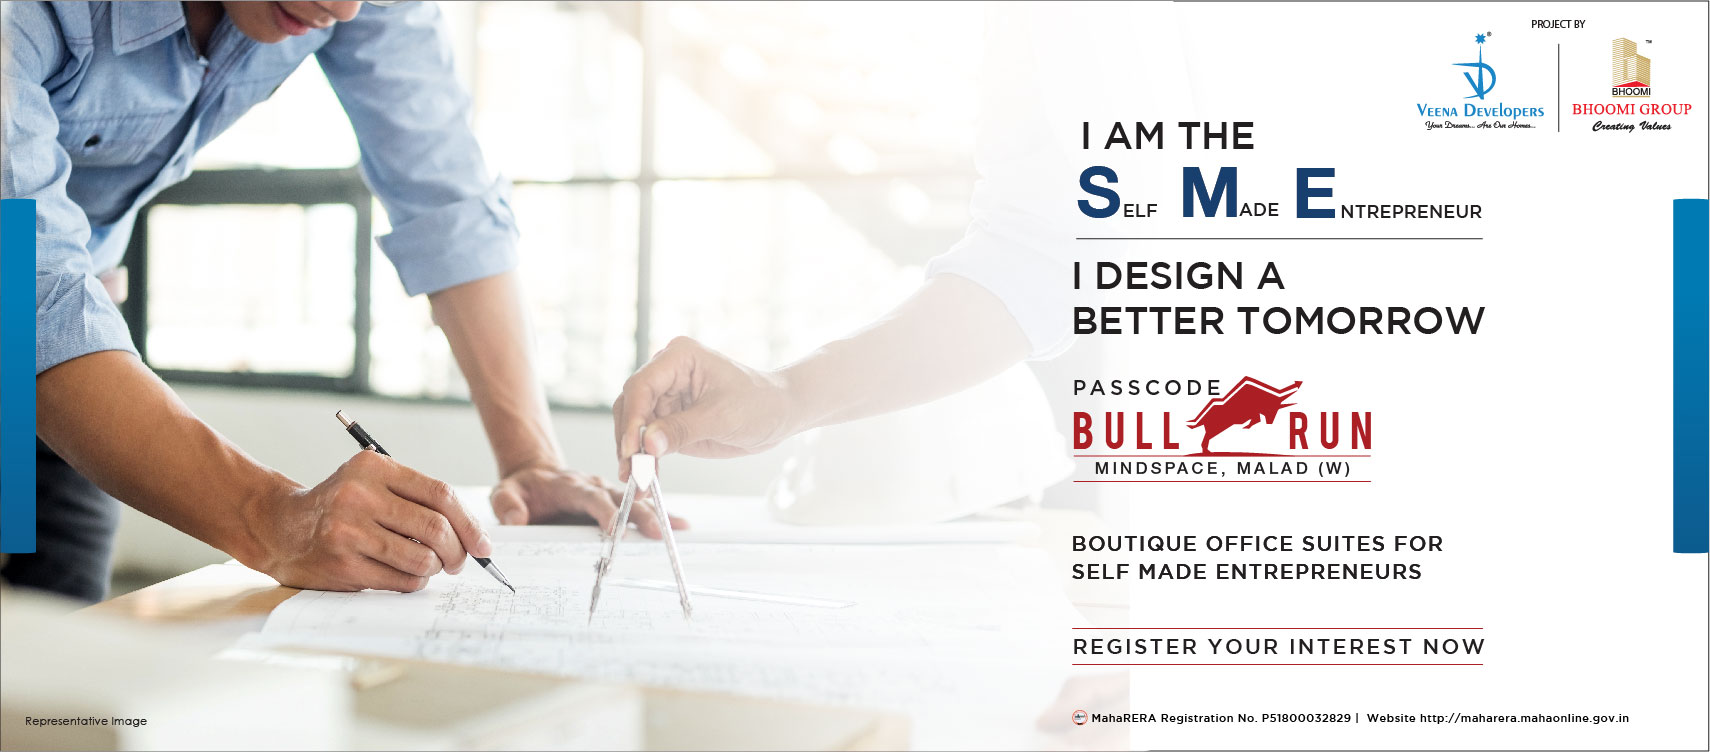 PROJECT BY
VEENA DEVELOPERS
Your Dreams... Are Our Homes...
BHOOMI
BHOOMI GROUP
Creating Values
I AM THE
SELF MADE ENTREPRENEUR
I DESIGN A
BETTER TOMORROW
PASSCODE
BULL RUN
MINDSPACE, MALAD (W)
BOUTIQUE OFFICE SUITES FOR
SELF MADE ENTREPRENEURS
REGISTER YOUR INTEREST NOW
Representative Image
MahaRERA Registration No. P51800032829 | Website http://maharera.mahaonline.gov.in